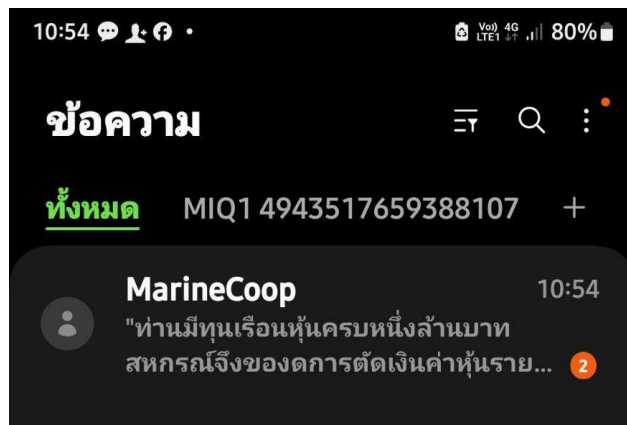 10:54
Vo)) LTE1 4G 80%
ข้อความ
ทั้งหมด MIQ1 4943517659388107 +
MarineCoop 10:54
"ท่านมีทุนเรือนหุ้นครบหนึ่งล้านบาท
สหกรณ์จึงของดการตัดเงินค่าหุ้นราย... 2